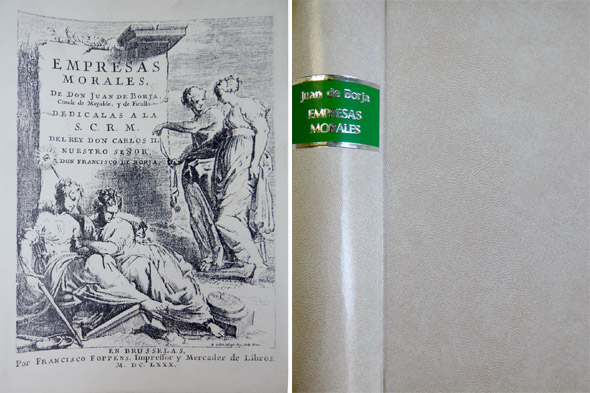 EMPRESAS
MORALES,
DE DON JUAN DE BORJA,
Conde de Mayalde, y de Ficallo.
DEDICALAS A LA
S. C. R. M.
DEL REY DON CARLOS II.
NUESTRO SEÑOR,
DON FRANCISCO DE BORJA,
EN BRUSSELAS,
Por FRANCISCO FOPPENS, Impressor y Mercader de Libros.
M. DC. LXXX.
Juan de Borja
EMPRESAS
MORALES